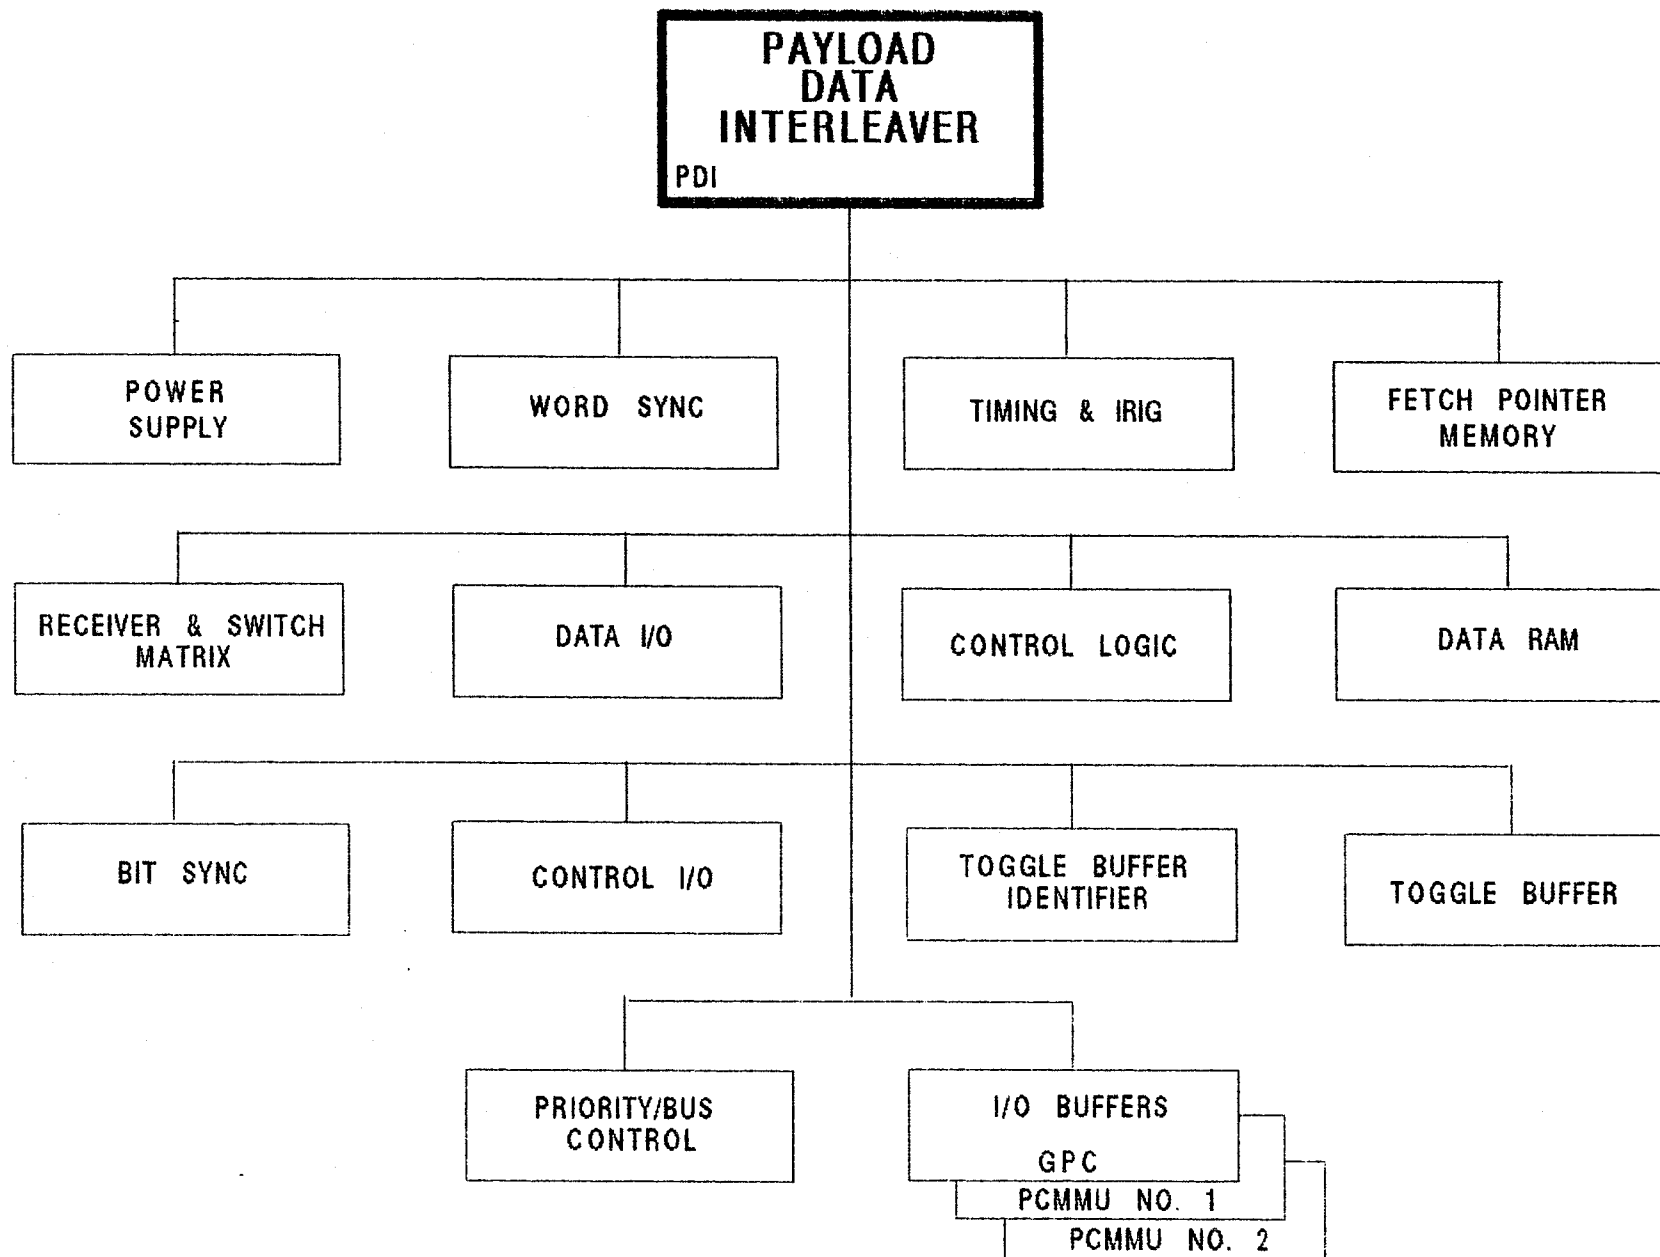 PAYLOAD
DATA
INTERLEAVER
PDI
POWER
SUPPLY
WORD SYNC
TIMING & IRIG
FETCH POINTER
MEMORY
RECEIVER & SWITCH
MATRIX
DATA I/O
CONTROL LOGIC
DATA RAM
BIT SYNC
CONTROL I/O
TOGGLE BUFFER
IDENTIFIER
TOGGLE BUFFER
PRIORITY/BUS
CONTROL
I/O BUFFERS
GPC
PCMMU NO. 1
PCMMU NO. 2